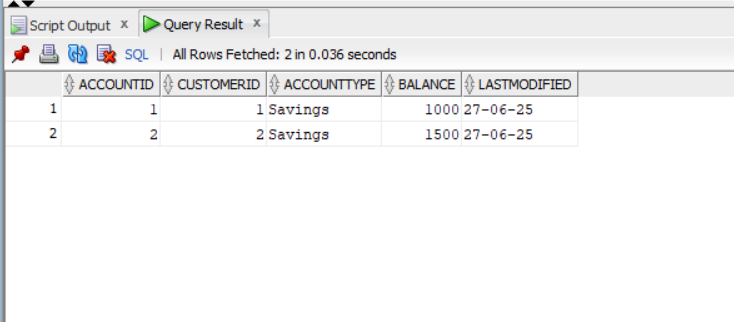 Script Output x Query Result x
SQL | All Rows Fetched: 2 in 0.036 seconds
ACCOUNTID CUSTOMERID ACCOUNTTYPE BALANCE LASTMODIFIED
1 1 1 Savings 1000 27-06-25
2 2 2 Savings 1500 27-06-25